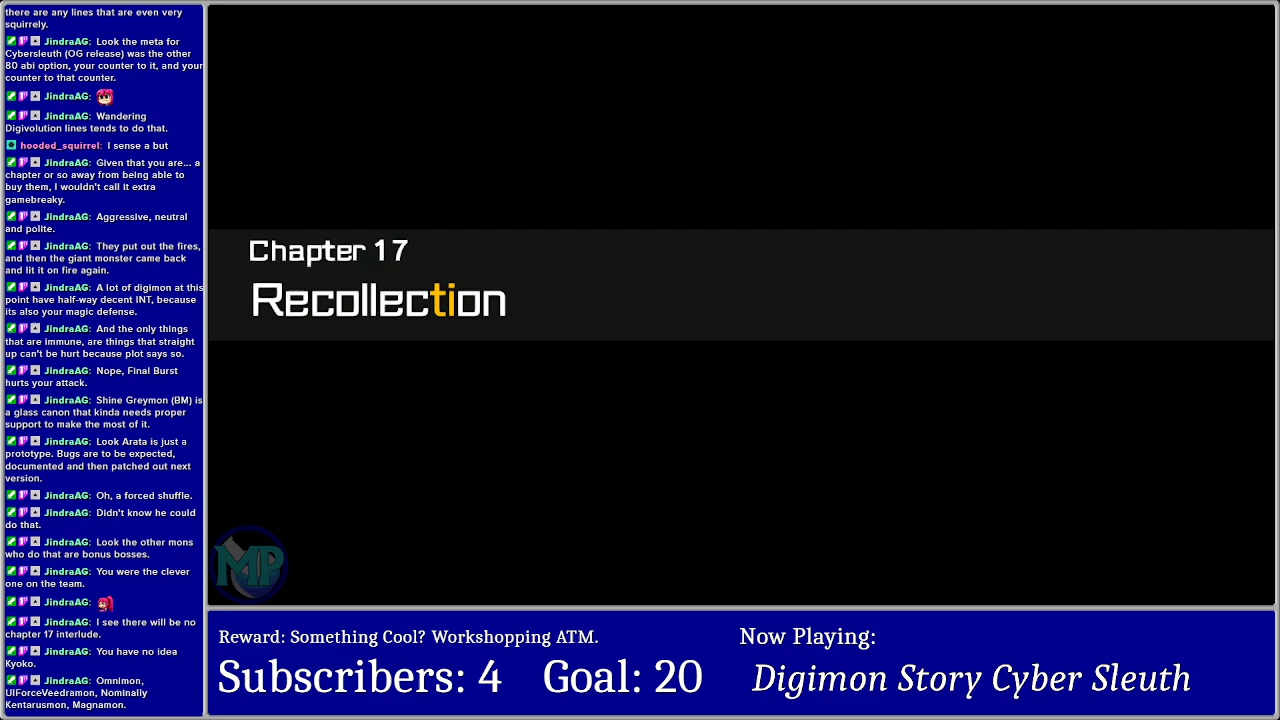 there are any lines that are even very
squirrely.
JindraAG: Look the meta for
Cybersleuth (OG release) was the other
80 abi option, your counter to it, and your
counter to that counter.
JindraAG:
JindraAG: Wandering
Digivolution lines tends to do that.
hooded_squirrel: I sense a but
JindraAG: Given that you are... a
chapter or so away from being able to
buy them, I wouldn't call it extra
gamebreaky.
JindraAG: Aggressive, neutral
and polite.
JindraAG: They put out the fires,
and then the giant monster came back
and lit it on fire again.
JindraAG: A lot of digimon at this
point have half-way decent INT, because
its also your magic defense.
JindraAG: And the only things
that are immune, are things that straight
up can't be hurt because plot says so.
JindraAG: Nope, Final Burst
hurts your attack.
JindraAG: Shine Greymon (BM) is
a glass canon that kinda needs proper
support to make the most of it.
JindraAG: Look Arata is just a
prototype. Bugs are to be expected,
documented and then patched out next
version.
JindraAG: Oh, a forced shuffle.
JindraAG: Didn't know he could
do that.
JindraAG: Look the other mons
who do that are bonus bosses.
JindraAG: You were the clever
one on the team.
JindraAG:
JindraAG: I see there will be no
chapter 17 interlude.
JindraAG: You have no idea
Kyoko.
JindraAG: Omnimon,
UlForceVeedramon, Nominally
Kentarusmon, Magnamon.
Chapter 17
Recollection
MP
Reward: Something Cool? Workshopping ATM.
Subscribers: 4 Goal: 20
Now Playing:
Digimon Story Cyber Sleuth